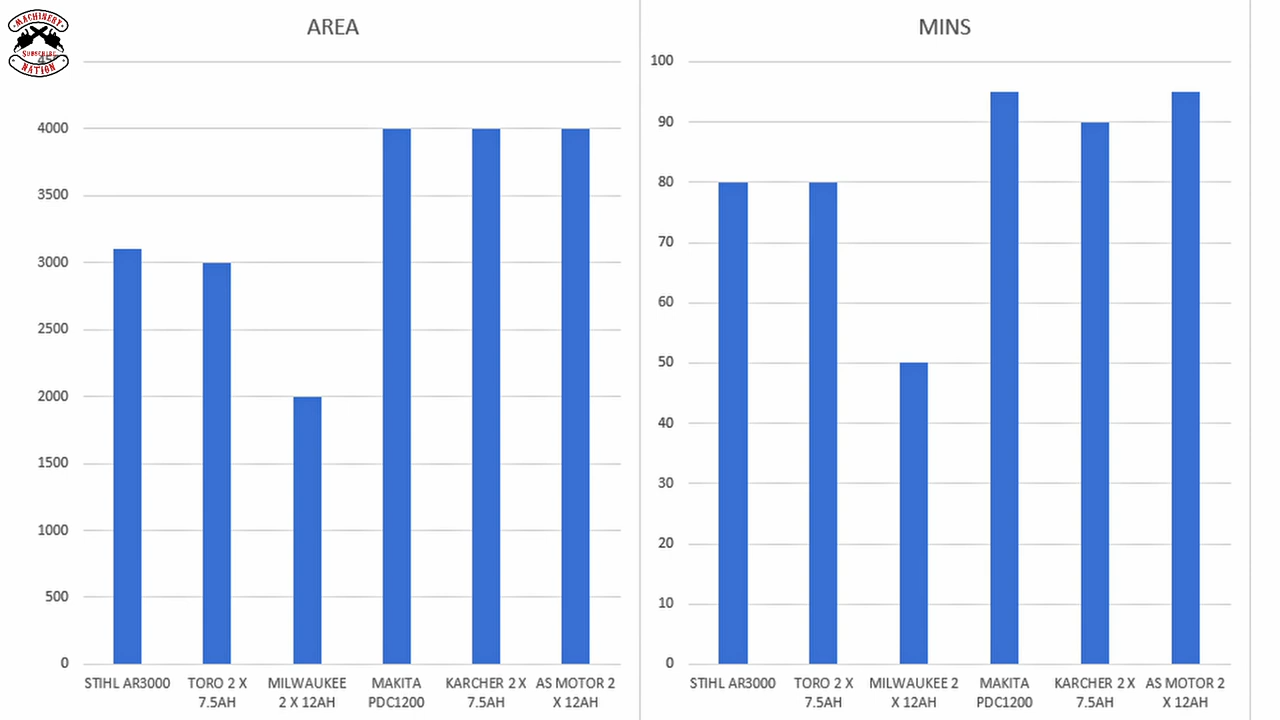 MACHINERY
SUBSCRIBE
NATION
AREA
4000
3500
3000
2500
2000
1500
1000
500
0
STIHL AR3000
TORO 2 X
7.5AH
MILWAUKEE
2 X 12AH
MAKITA
PDC1200
KARCHER 2 X
7.5AH
AS MOTOR 2
X 12AH
MINS
100
90
80
70
60
50
40
30
20
10
0
STIHL AR3000
TORO 2 X
7.5AH
MILWAUKEE 2
X 12AH
MAKITA
PDC1200
KARCHER 2 X
7.5AH
AS MOTOR 2
X 12AH